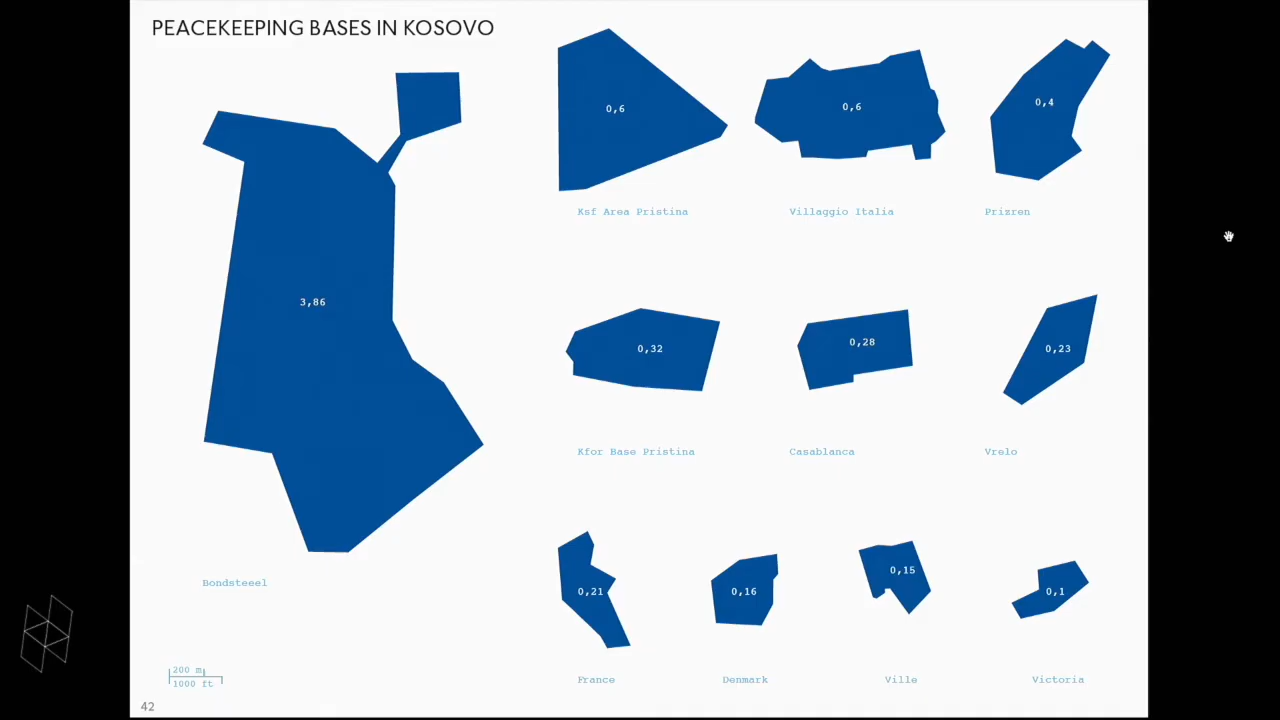 PEACEKEEPING BASES IN KOSOVO
3,86
Bondsteeel
0,6
Ksf Area Pristina
0,6
Villaggio Italia
0,4
Prizren
0,32
Kfor Base Pristina
0,28
Casablanca
0,23
Vrelo
0,21
France
0,16
Denmark
0,15
Ville
0,1
Victoria
200 m
1000 ft
42